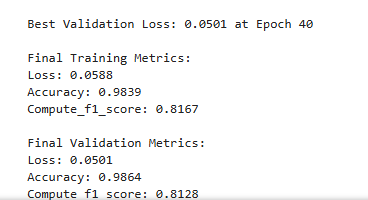 Best Validation Loss: 0.0501 at Epoch 40
Final Training Metrics:
Loss: 0.0588
Accuracy: 0.9839
Compute_f1_score: 0.8167
Final Validation Metrics:
Loss: 0.0501
Accuracy: 0.9864
Compute f1 score: 0.8128